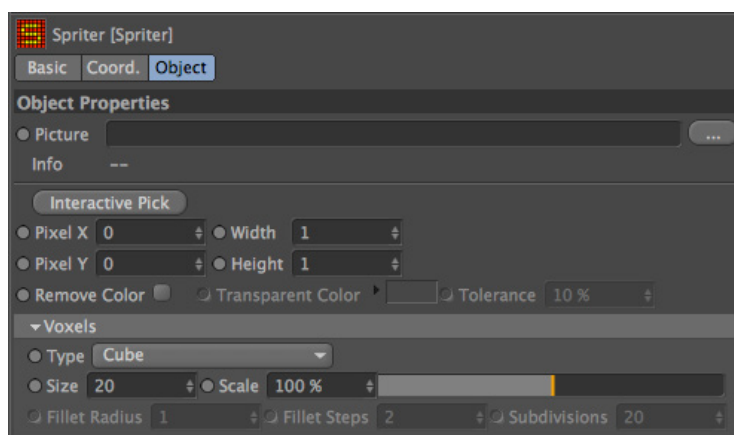 Spriter [Spriter]
Basic Coord. Object
Object Properties
Picture ...
Info --
Interactive Pick
Pixel X 0 Width 1
Pixel Y 0 Height 1
Remove Color Transparent Color Tolerance 10 %
Voxels
Type Cube
Size 20 Scale 100 %
Fillet Radius 1 Fillet Steps 2 Subdivisions 20